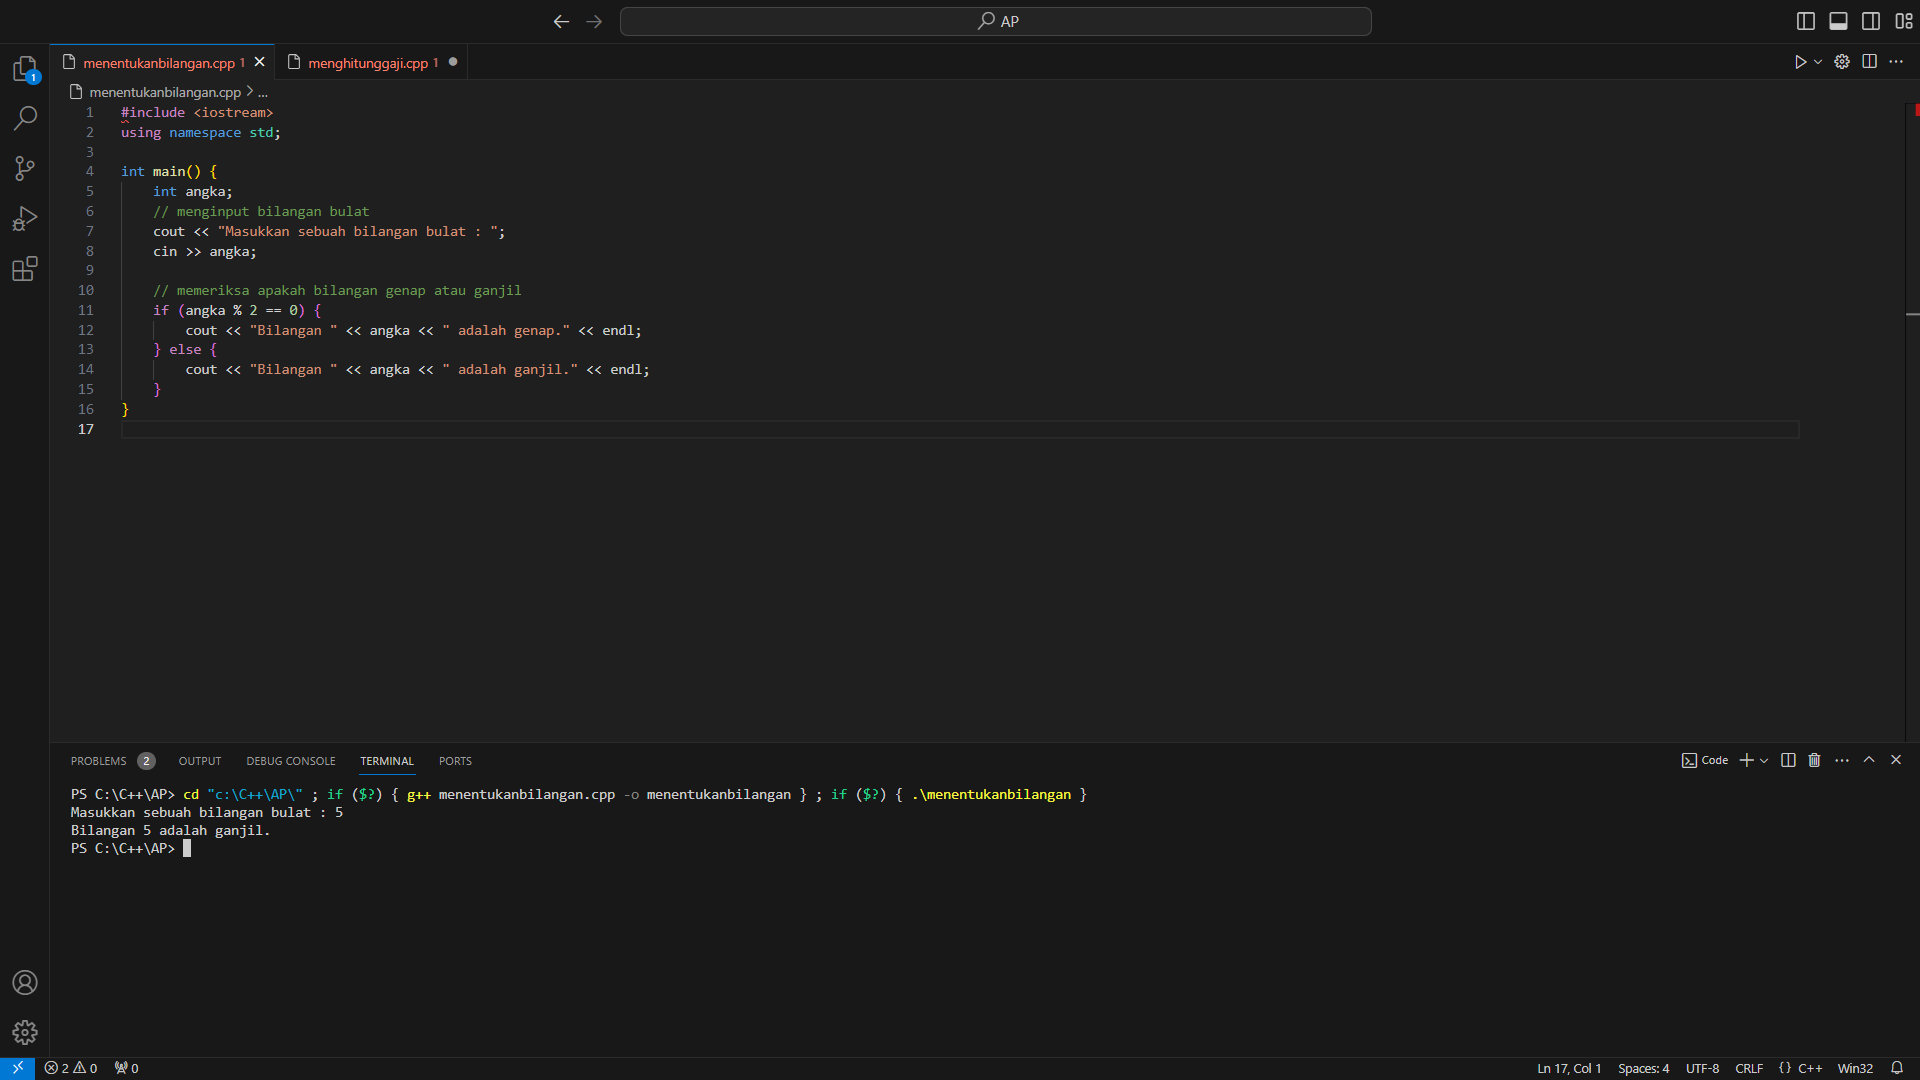 AP
menentukanbilangan.cpp 1
menghitunggaji.cpp 1
1
menentukanbilangan.cpp > ...
1 #include <iostream>
2 using namespace std;
3
4 int main() {
5 int angka;
6 // menginput bilangan bulat
7 cout << "Masukkan sebuah bilangan bulat : ";
8 cin >> angka;
9
10 // memeriksa apakah bilangan genap atau ganjil
11 if (angka % 2 == 0) {
12 cout << "Bilangan " << angka << " adalah genap." << endl;
13 } else {
14 cout << "Bilangan " << angka << " adalah ganjil." << endl;
15 }
16 }
17
PROBLEMS 2 OUTPUT DEBUG CONSOLE TERMINAL PORTS Code
PS C:\C++\AP> cd "c:\C++\AP\" ; if ($?) { g++ menentukanbilangan.cpp -o menentukanbilangan } ; if ($?) { .\menentukanbilangan }
Masukkan sebuah bilangan bulat : 5
Bilangan 5 adalah ganjil.
PS C:\C++\AP>
2 0 0 Ln 17, Col 1 Spaces: 4 UTF-8 CRLF {} C++ Win32